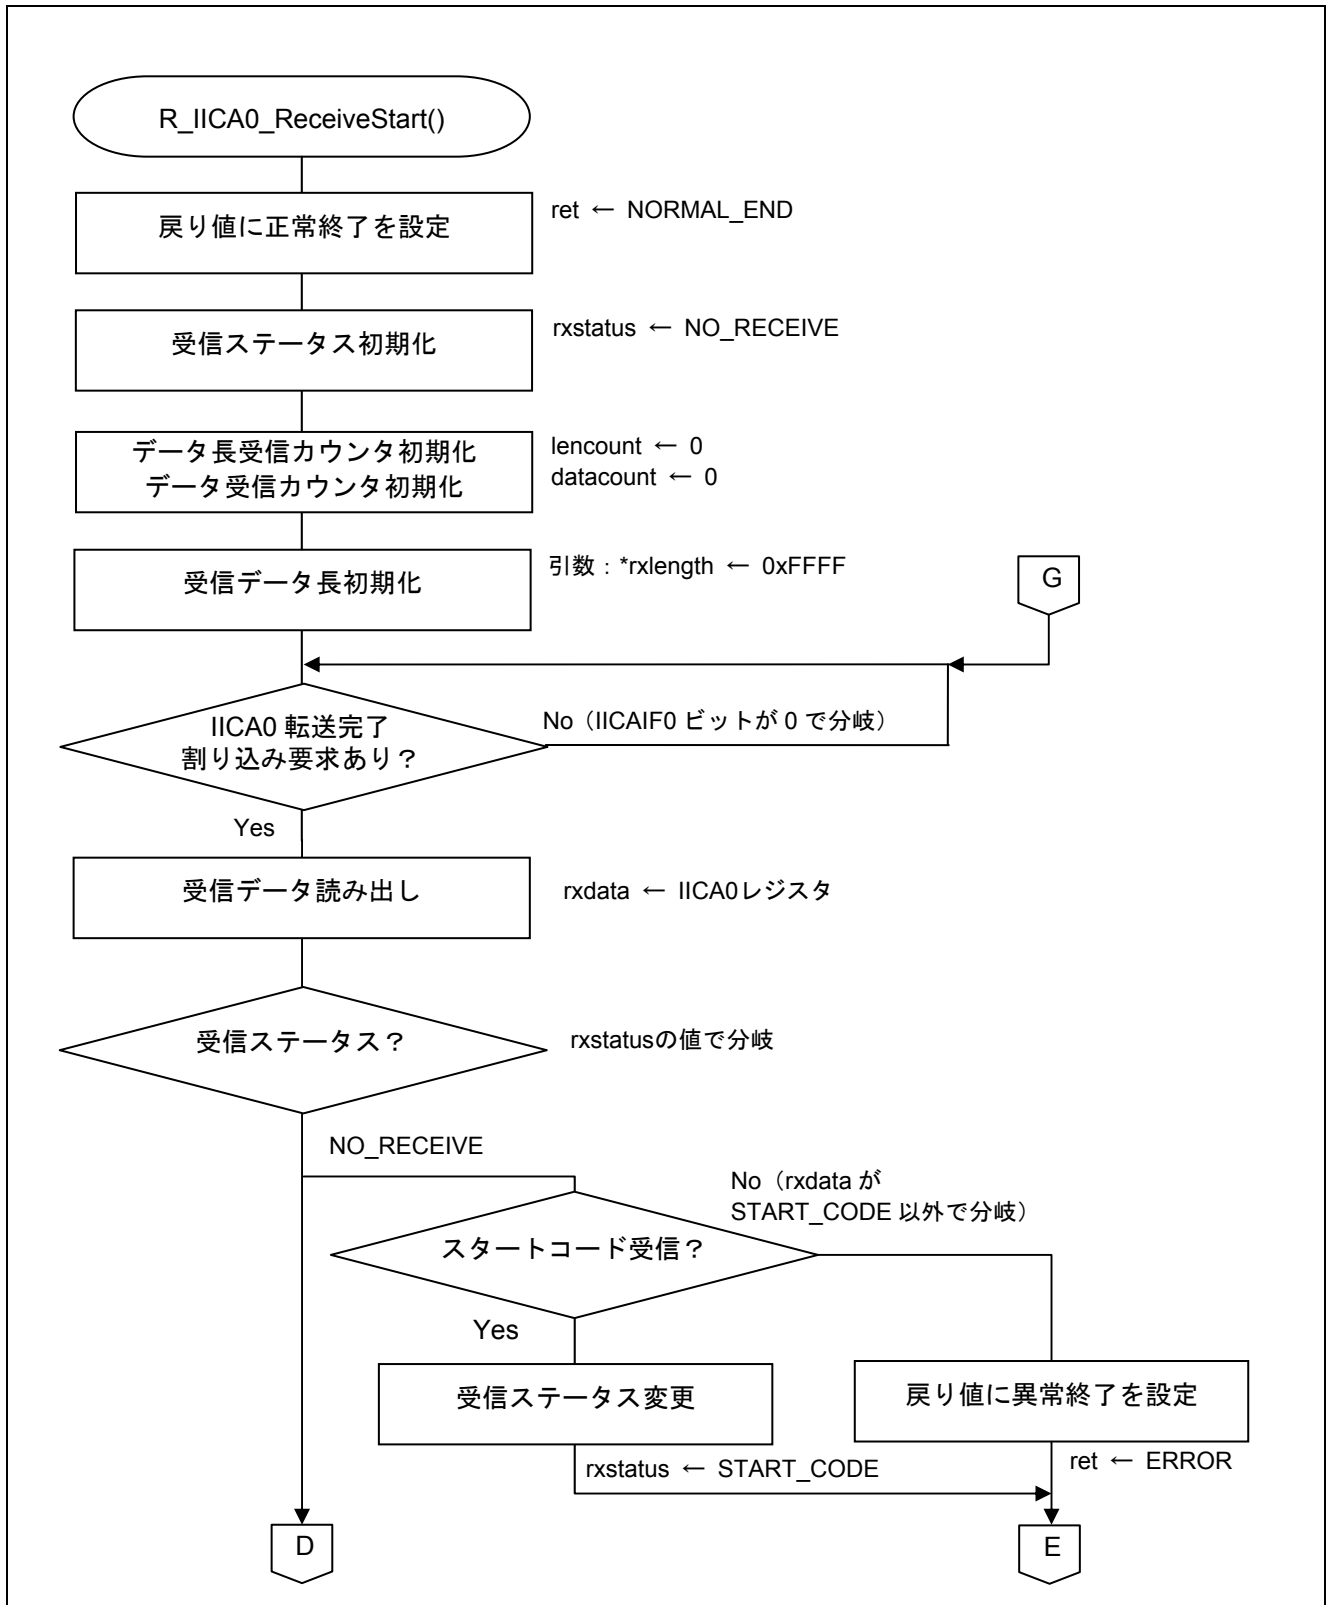 R_IICA0_ReceiveStart()
戻り値に正常終了を設定
ret ← NORMAL_END
受信ステータス初期化
rxstatus ← NO_RECEIVE
データ長受信カウンタ初期化
データ受信カウンタ初期化
lencount ← 0
datacount ← 0
受信データ長初期化
引数：*rxlength ← 0xFFFF
G
IICA0 転送完了
割り込み要求あり？
No（IICAIF0 ビットが 0 で分岐）
Yes
受信データ読み出し
rxdata ← IICA0レジスタ
受信ステータス？
rxstatusの値で分岐
NO_RECEIVE
No（rxdata が
START_CODE 以外で分岐）
スタートコード受信？
Yes
受信ステータス変更
戻り値に異常終了を設定
rxstatus ← START_CODE
ret ← ERROR
D
E